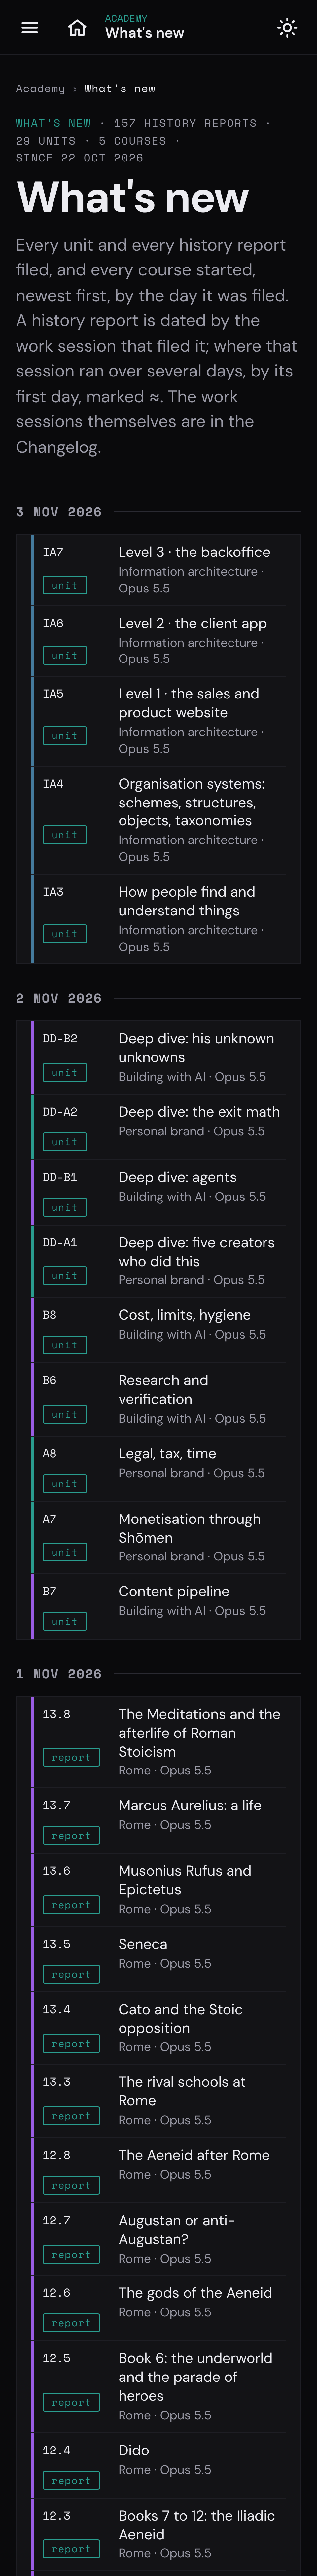 ACADEMY
What's new
Academy › What's new
WHAT'S NEW · 157 HISTORY REPORTS ·
29 UNITS · 5 COURSES ·
SINCE 22 OCT 2026
What's new
Every unit and every history report
filed, and every course started,
newest first, by the day it was filed.
A history report is dated by the
work session that filed it; where that
session ran over several days, by its
first day, marked ≈. The work
sessions themselves are in the
Changelog.
3 NOV 2026
IA7
Level 3 · the backoffice
Information architecture ·
unit
Opus 5.5
IA6
Level 2 · the client app
Information architecture ·
unit
Opus 5.5
IA5
Level 1 · the sales and
product website
Information architecture ·
unit
Opus 5.5
IA4
Organisation systems:
schemes, structures,
objects, taxonomies
Information architecture ·
unit
Opus 5.5
IA3
How people find and
understand things
Information architecture ·
unit
Opus 5.5
2 NOV 2026
DD-B2
Deep dive: his unknown
unknowns
unit
Building with AI · Opus 5.5
DD-A2
Deep dive: the exit math
Personal brand · Opus 5.5
unit
DD-B1
Deep dive: agents
Building with AI · Opus 5.5
unit
DD-A1
Deep dive: five creators
who did this
unit
Personal brand · Opus 5.5
B8
Cost, limits, hygiene
Building with AI · Opus 5.5
unit
B6
Research and
verification
unit
Building with AI · Opus 5.5
A8
Legal, tax, time
Personal brand · Opus 5.5
unit
A7
Monetisation through
Shōmen
unit
Personal brand · Opus 5.5
B7
Content pipeline
Building with AI · Opus 5.5
unit
1 NOV 2026
13.8
The Meditations and the
afterlife of Roman
Stoicism
report
Rome · Opus 5.5
13.7
Marcus Aurelius: a life
Rome · Opus 5.5
report
13.6
Musonius Rufus and
Epictetus
report
Rome · Opus 5.5
13.5
Seneca
Rome · Opus 5.5
report
13.4
Cato and the Stoic
opposition
report
Rome · Opus 5.5
13.3
The rival schools at
Rome
report
Rome · Opus 5.5
12.8
The Aeneid after Rome
Rome · Opus 5.5
report
12.7
Augustan or anti-
Augustan?
report
Rome · Opus 5.5
12.6
The gods of the Aeneid
Rome · Opus 5.5
report
12.5
Book 6: the underworld
and the parade of
heroes
report
Rome · Opus 5.5
12.4
Dido
Rome · Opus 5.5
report
12.3
Books 7 to 12: the Iliadic
Aeneid
report
Rome · Opus 5.5